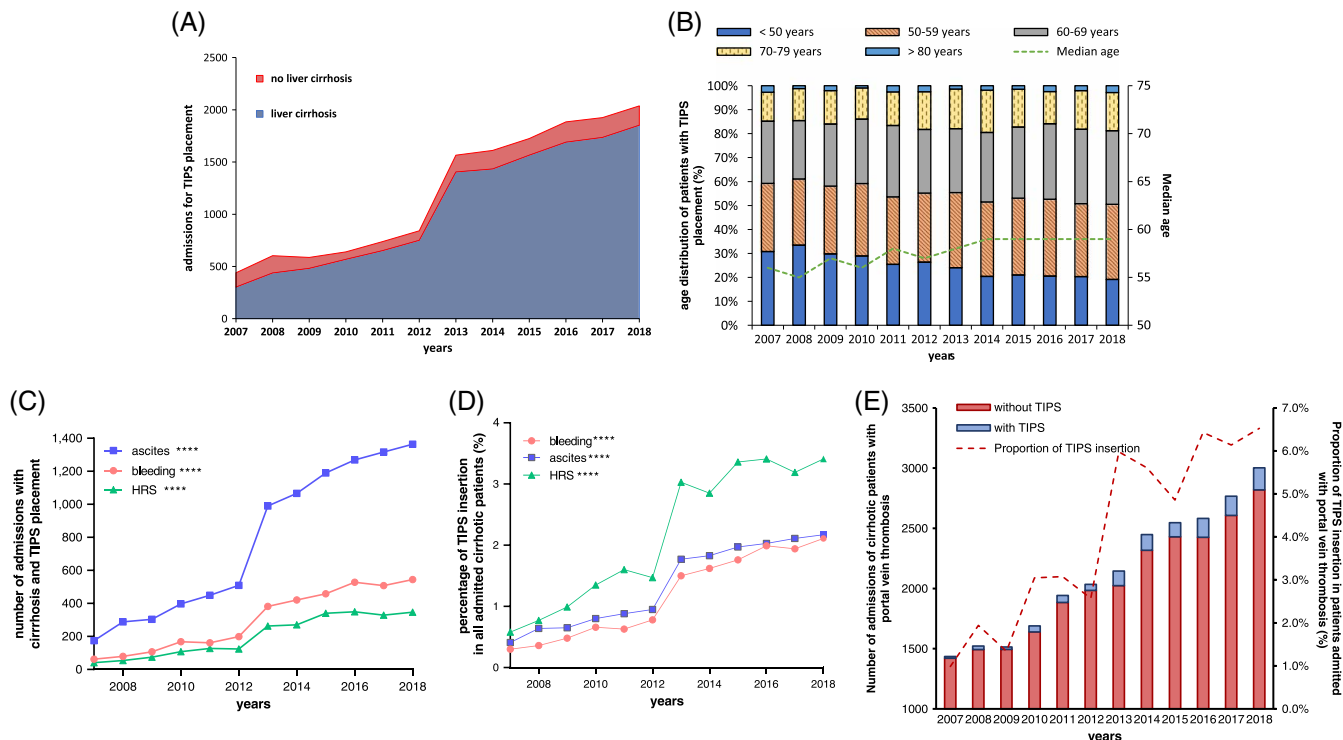 (A)
admissions for TIPS placement
2500
2000
1500
1000
500
0
no liver cirrhosis
liver cirrhosis
2007 2008 2009 2010 2011 2012 2013 2014 2015 2016 2017 2018
years
(B)
< 50 years 50-59 years 60-69 years
70-79 years > 80 years Median age
age distribution of patients with TIPS
placement (%)
100%
90%
80%
70%
60%
50%
40%
30%
20%
10%
0%
75
70
65
60
55
50
Median age
2007 2008 2009 2010 2011 2012 2013 2014 2015 2016 2017 2018
years
(C)
number of admissions with
cirrrhosis and TIPS placement
1,400
1,200
1,000
800
600
400
200
0
ascites ****
bleeding ****
HRS ****
2008 2010 2012 2014 2016 2018
years
(D)
percentage of TIPS insertion
in all admitted cirrhotic patients (%)
4
3
2
1
0
bleeding****
ascites****
HRS ****
2008 2010 2012 2014 2016 2018
years
(E)
Number of admissions of cirrhotic patients with
portal vein thrombosis
3500
3000
2500
2000
1500
1000
without TIPS
with TIPS
Proportion of TIPS insertion
7.0%
6.0%
5.0%
4.0%
3.0%
2.0%
1.0%
0.0%
Proportion of TIPS insertion in patients admitted
with portal vein thrombosis (%)
2007 2008 2009 2010 2011 2012 2013 2014 2015 2016 2017 2018
years